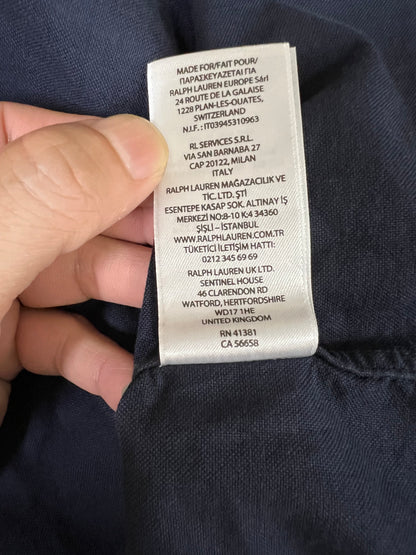 MADE FOR/FAIT POUR/
ΠΑΡΑΣΚΕΥΑΖΕΤΑΙ ΓΙΑ
RALPH LAUREN EUROPE Sárl
24 ROUTE DE LA GALAISE
1228 PLAN-LES-OUATES,
SWITZERLAND
N.I.F.: IT03945310963
RL SERVICES S.R.L.
VIA SAN BARNABA 27
CAP 20122, MILAN
ITALY
RALPH LAUREN MAĞAZACILIK VE
TİC. LTD. ŞTİ
ESENTEPE KASAP SOK. ALTINAY İŞ
MERKEZİ NO:8-10 K:4 34360
ŞİŞLİ – İSTANBUL
WWW.RALPHLAUREN.COM.TR
TÜKETİCİ İLETİŞİM HATTI:
0212 345 69 69
RALPH LAUREN UK LTD.
SENTINEL HOUSE
46 CLARENDON RD
WATFORD, HERTFORDSHIRE
WD17 1HE
UNITED KINGDOM
RN 41381
CA 56658